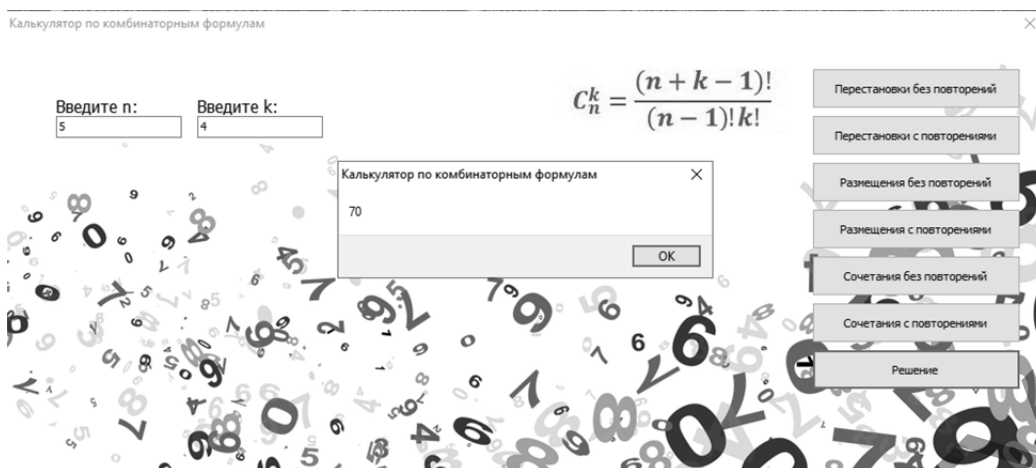 Калькулятор по комбинаторным формулам
Введите n:
5
Введите k:
4
C_n^k = (n + k − 1)! / (n − 1)! k!
Калькулятор по комбинаторным формулам
70
OK
Перестановки без повторений
Перестановки с повторениями
Размещения без повторений
Размещения с повторениями
Сочетания без повторений
Сочетания с повторениями
Решение